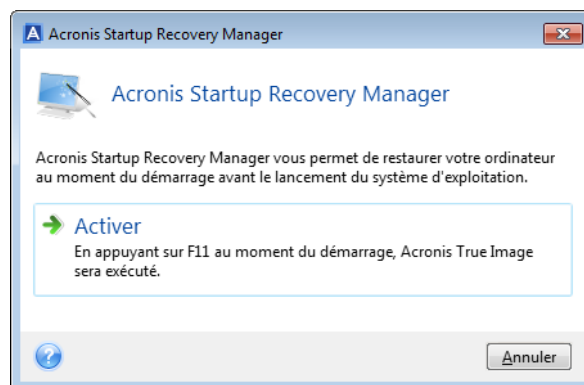 Acronis Startup Recovery Manager
Acronis Startup Recovery Manager
Acronis Startup Recovery Manager vous permet de restaurer votre ordinateur
au moment du démarrage avant le lancement du système d'exploitation.
Activer
En appuyant sur F11 au moment du démarrage, Acronis True Image
sera exécuté.
Annuler